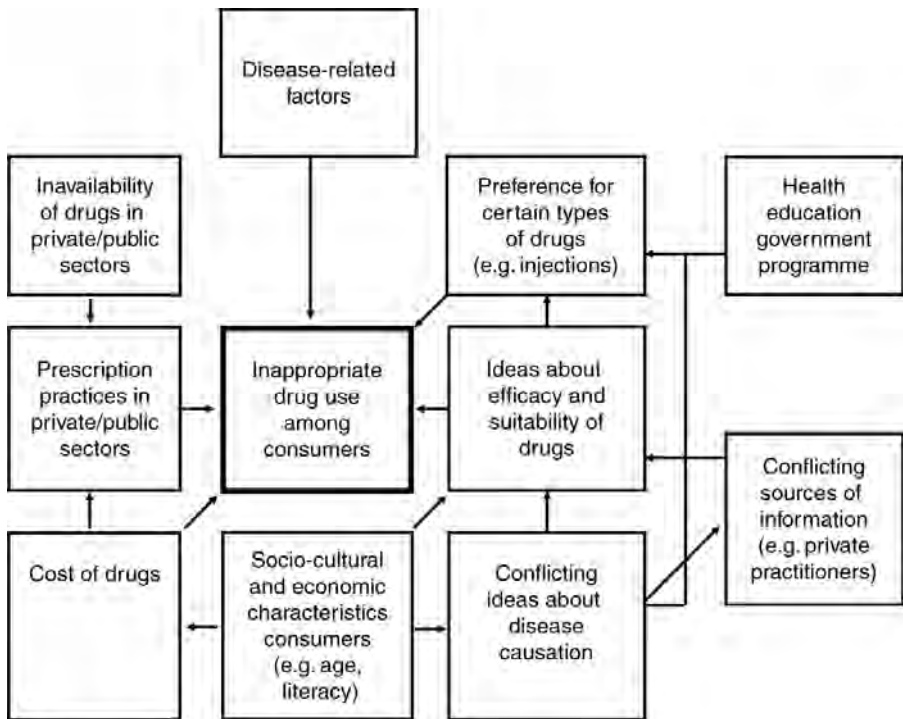 Disease-related
factors
Inavailability
of drugs in
private/public
sectors
Preference for
certain types
of drugs
(e.g. injections)
Health
education
government
programme
Prescription
practices in
private/public
sectors
Inappropriate
drug use
among
consumers
Ideas about
efficacy and
suitability of
drugs
Conflicting
sources of
information
(e.g. private
practitioners)
Cost of drugs
Socio-cultural
and economic
characteristics
consumers
(e.g. age,
literacy)
Conflicting
ideas about
disease
causation